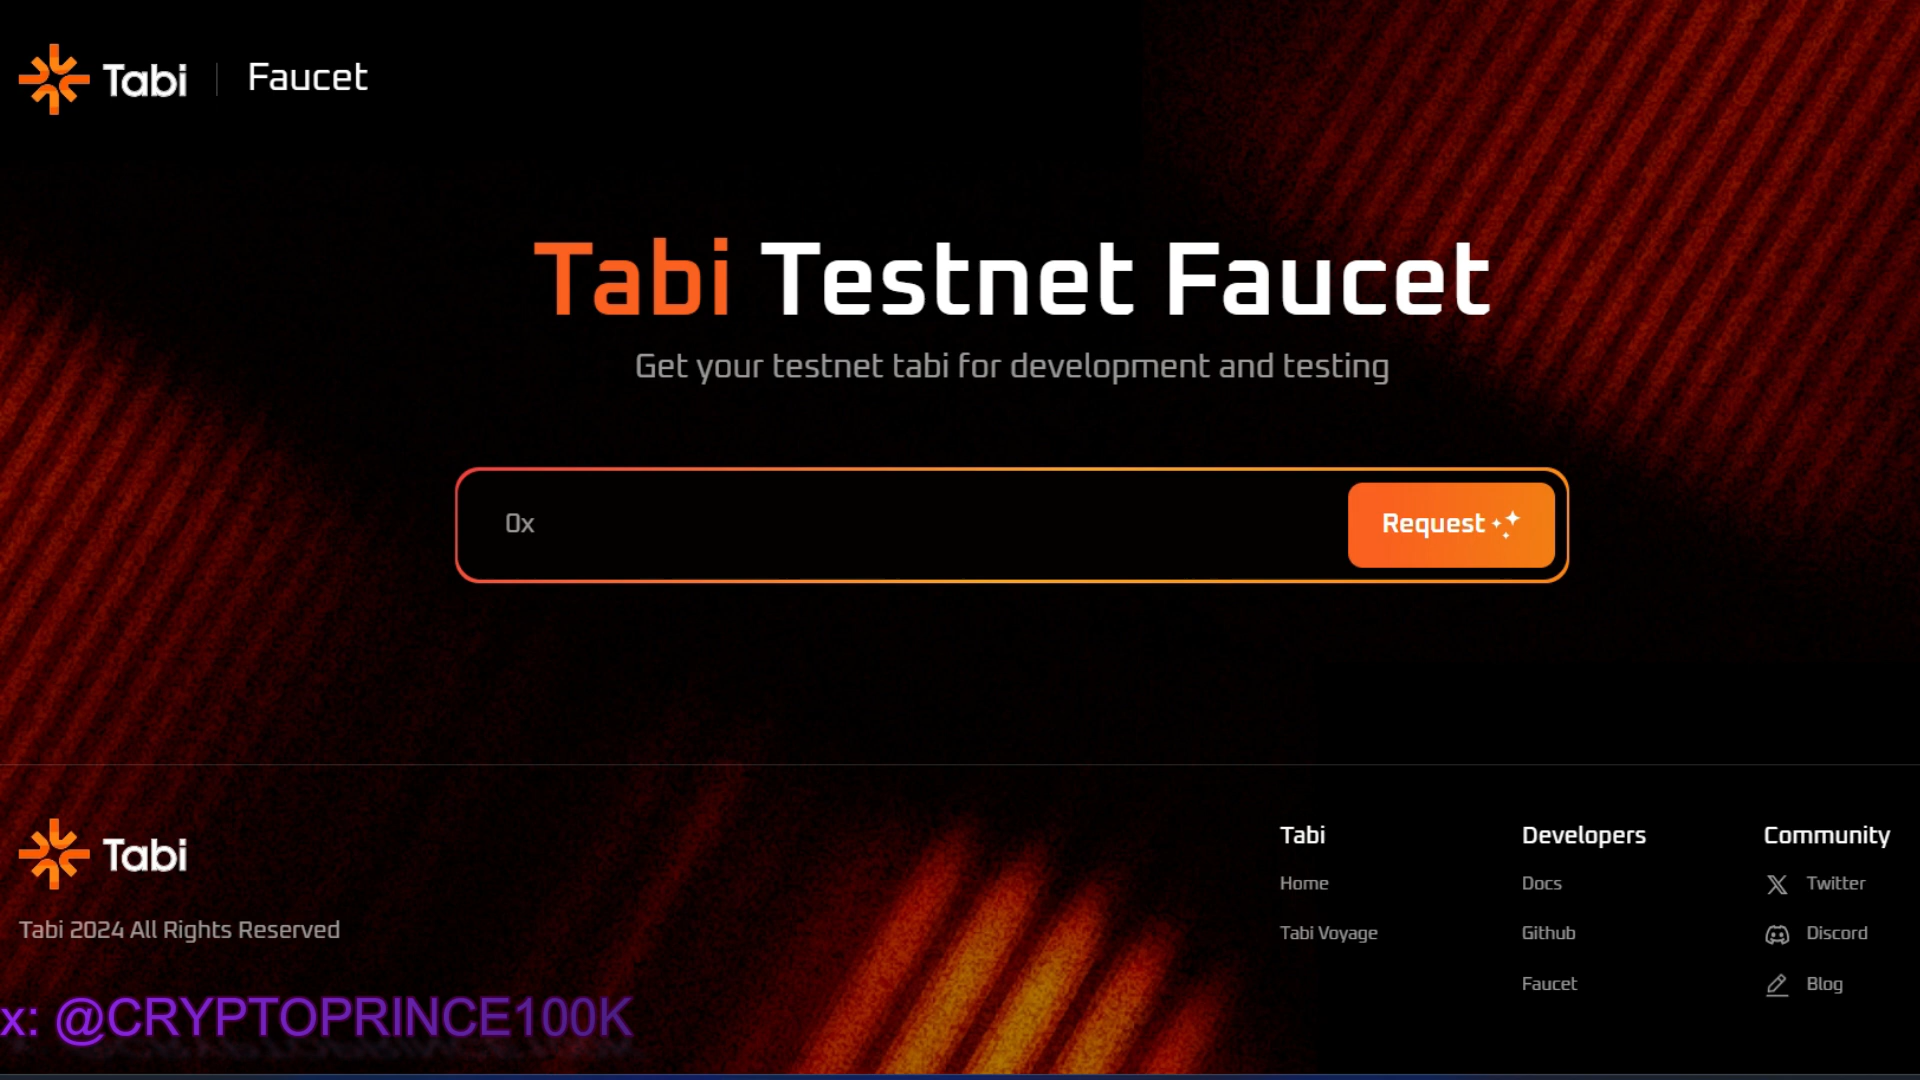 Tabi | Faucet
Tabi Testnet Faucet
Get your testnet tabi for development and testing
0x
Request
Tabi
Tabi 2024 All Rights Reserved
Tabi
Home
Tabi Voyage
Developers
Docs
Github
Faucet
Community
Twitter
Discord
Blog
x: @CRYPTOPRINCE100K